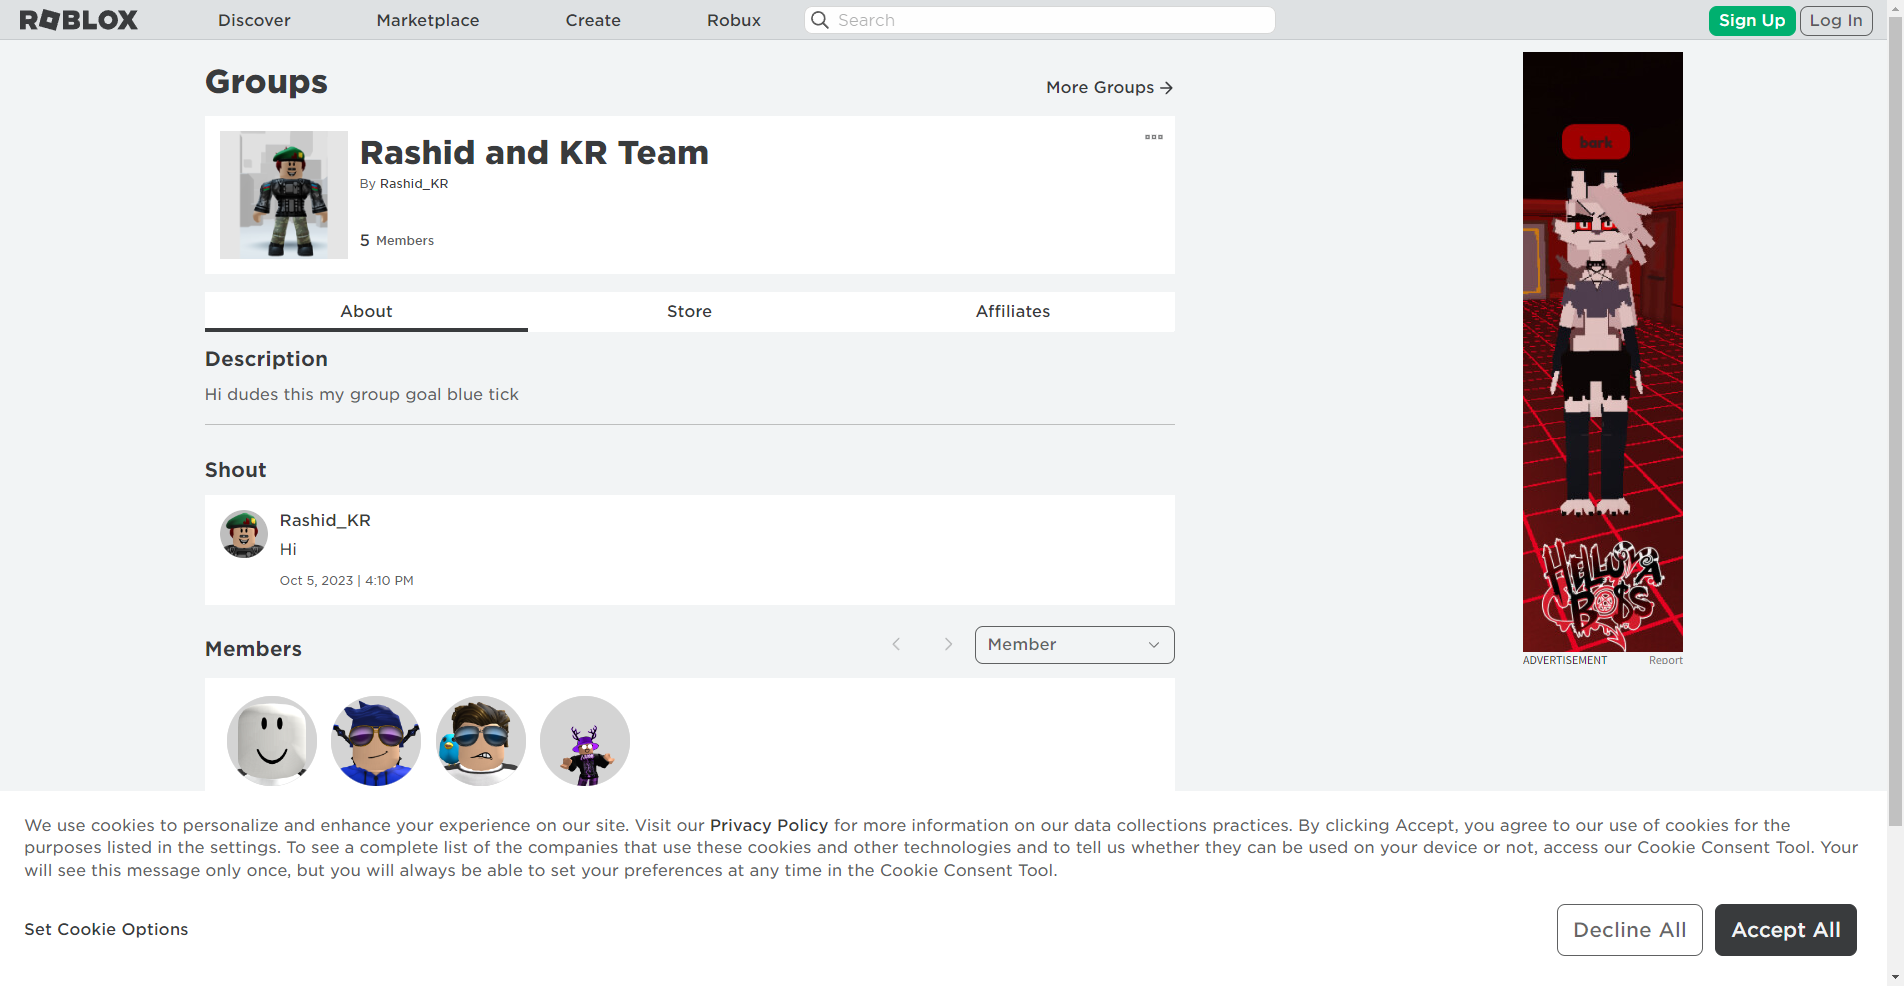 ROBLOX
Discover
Marketplace
Create
Robux
Search
Sign Up
Log In
Groups
More Groups
Rashid and KR Team
By Rashid_KR
5 Members
About
Store
Affiliates
Description
Hi dudes this my group goal blue tick
Shout
Rashid_KR
Hi
Oct 5, 2023 | 4:10 PM
Members
Member
bark
HELLUVA
BOSS
ADVERTISEMENT
Report
We use cookies to personalize and enhance your experience on our site. Visit our Privacy Policy for more information on our data collections practices. By clicking Accept, you agree to our use of cookies for the
purposes listed in the settings. To see a complete list of the companies that use these cookies and other technologies and to tell us whether they can be used on your device or not, access our Cookie Consent Tool. Your
will see this message only once, but you will always be able to set your preferences at any time in the Cookie Consent Tool.
Set Cookie Options
Decline All
Accept All